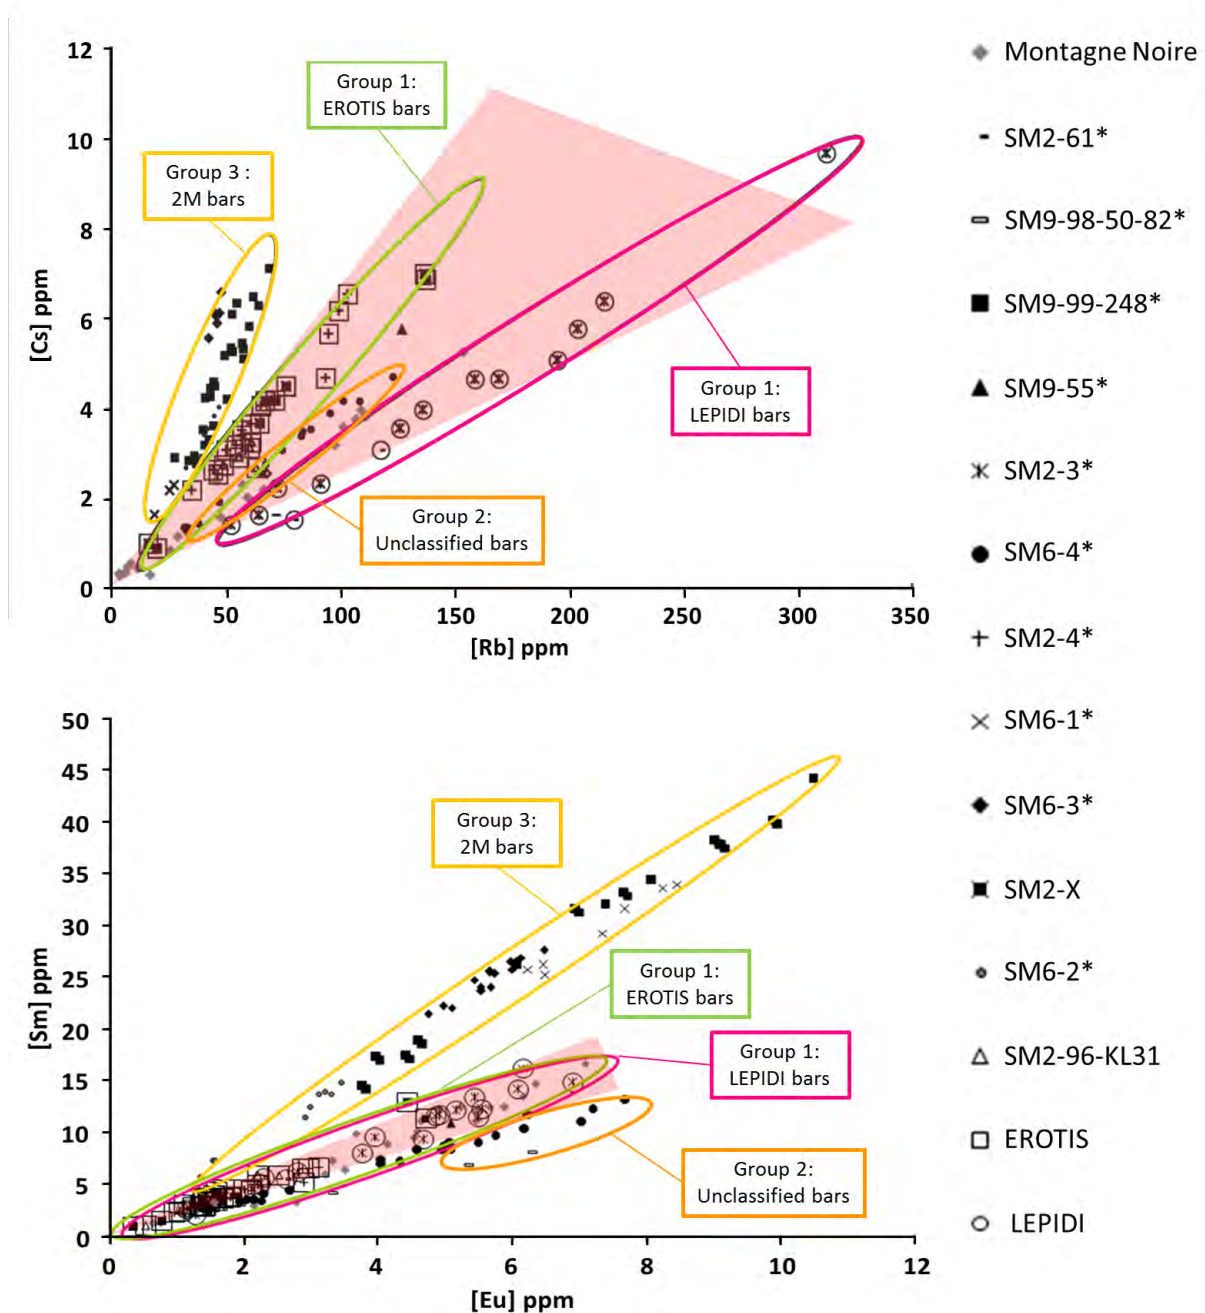 12
10
8
6
4
2
0
[Cs] ppm
Group 1:
EROTIS bars
Group 3 :
2M bars
Group 1:
LEPIDI bars
Group 2:
Unclassified bars
0 50 100 150 200 250 300 350
[Rb] ppm
50
45
40
35
30
25
20
15
10
5
0
[Sm] ppm
Group 3:
2M bars
Group 1:
EROTIS bars
Group 1:
LEPIDI bars
Group 2:
Unclassified bars
0 2 4 6 8 10 12
[Eu] ppm
Montagne Noire
SM2-61*
SM9-98-50-82*
SM9-99-248*
SM9-55*
SM2-3*
SM6-4*
SM2-4*
SM6-1*
SM6-3*
SM2-X
SM6-2*
SM2-96-KL31
EROTIS
LEPIDI